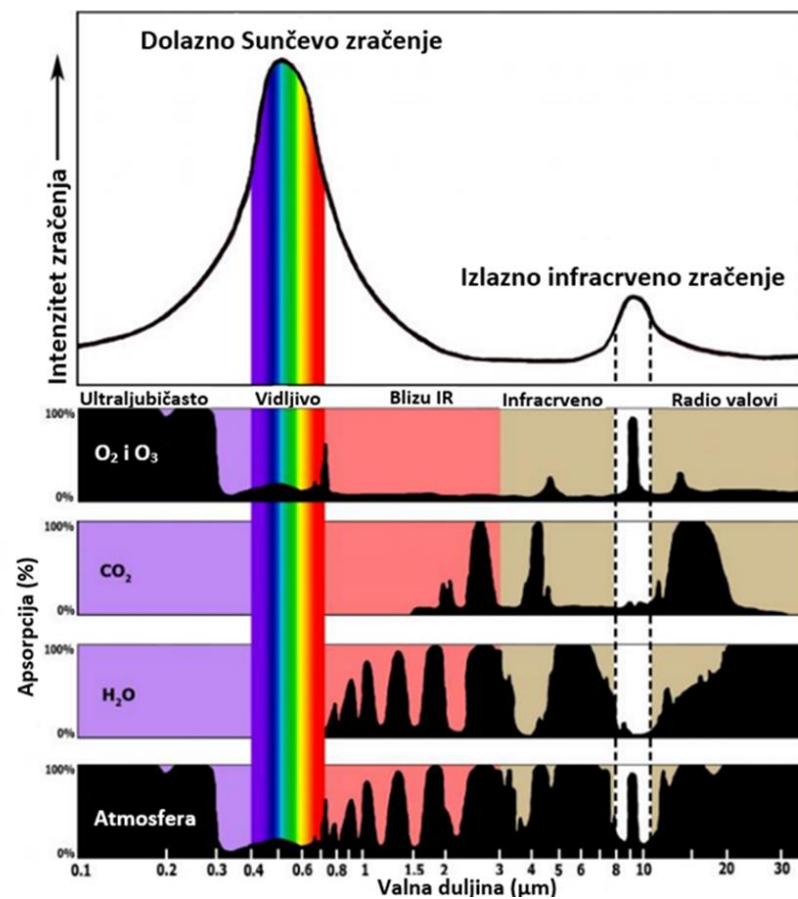 Dolazno Sunčevo zračenje
Intenzitet zračenja
Izlazno infracrveno zračenje
Ultraljubičasto Vidljivo Blizu IR Infracrveno Radio valovi
100%
O₂ i O₃
0%
100%
CO₂
0%
Apsorpcija (%)
100%
H₂O
0%
100%
Atmosfera
0%
0.1 0.2 0.3 0.4 0.6 0.8 1 1.5 2 3 4 5 6 8 10 20 30
Valna duljina (μm)